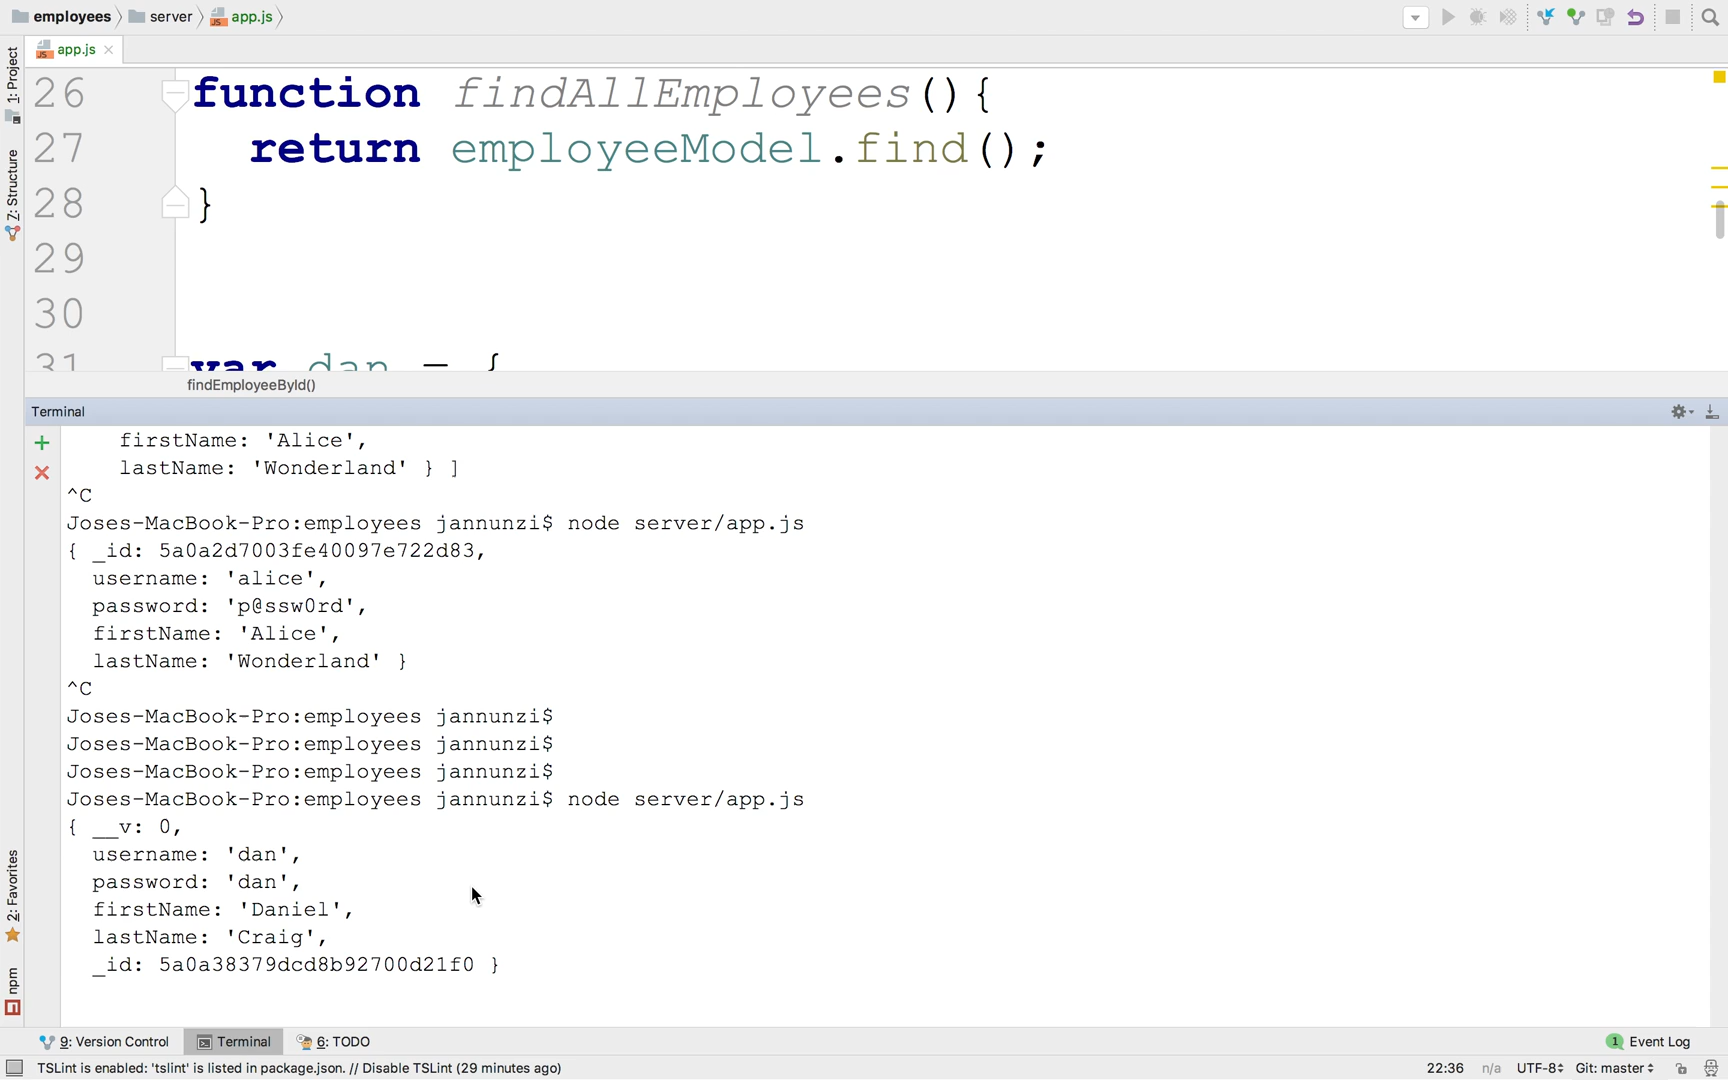 employees server app.js
app.js
1: Project
7: Structure
2: Favorites
npm
26 function findAllEmployees(){
27 return employeeModel.find();
28 }
29
30
31 var dan = {
findEmployeeById()
Terminal
firstName: 'Alice',
lastName: 'Wonderland' } ]
^C
Joses-MacBook-Pro:employees jannunzi$ node server/app.js
{ _id: 5a0a2d7003fe40097e722d83,
username: 'alice',
password: 'p@ssw0rd',
firstName: 'Alice',
lastName: 'Wonderland' }
^C
Joses-MacBook-Pro:employees jannunzi$
Joses-MacBook-Pro:employees jannunzi$
Joses-MacBook-Pro:employees jannunzi$
Joses-MacBook-Pro:employees jannunzi$ node server/app.js
{ __v: 0,
username: 'dan',
password: 'dan',
firstName: 'Daniel',
lastName: 'Craig',
_id: 5a0a38379dcd8b92700d21f0 }
9: Version Control Terminal 6: TODO 1 Event Log
TSLint is enabled: 'tslint' is listed in package.json. // Disable TSLint (29 minutes ago) 22:36 n/a UTF-8 Git: master